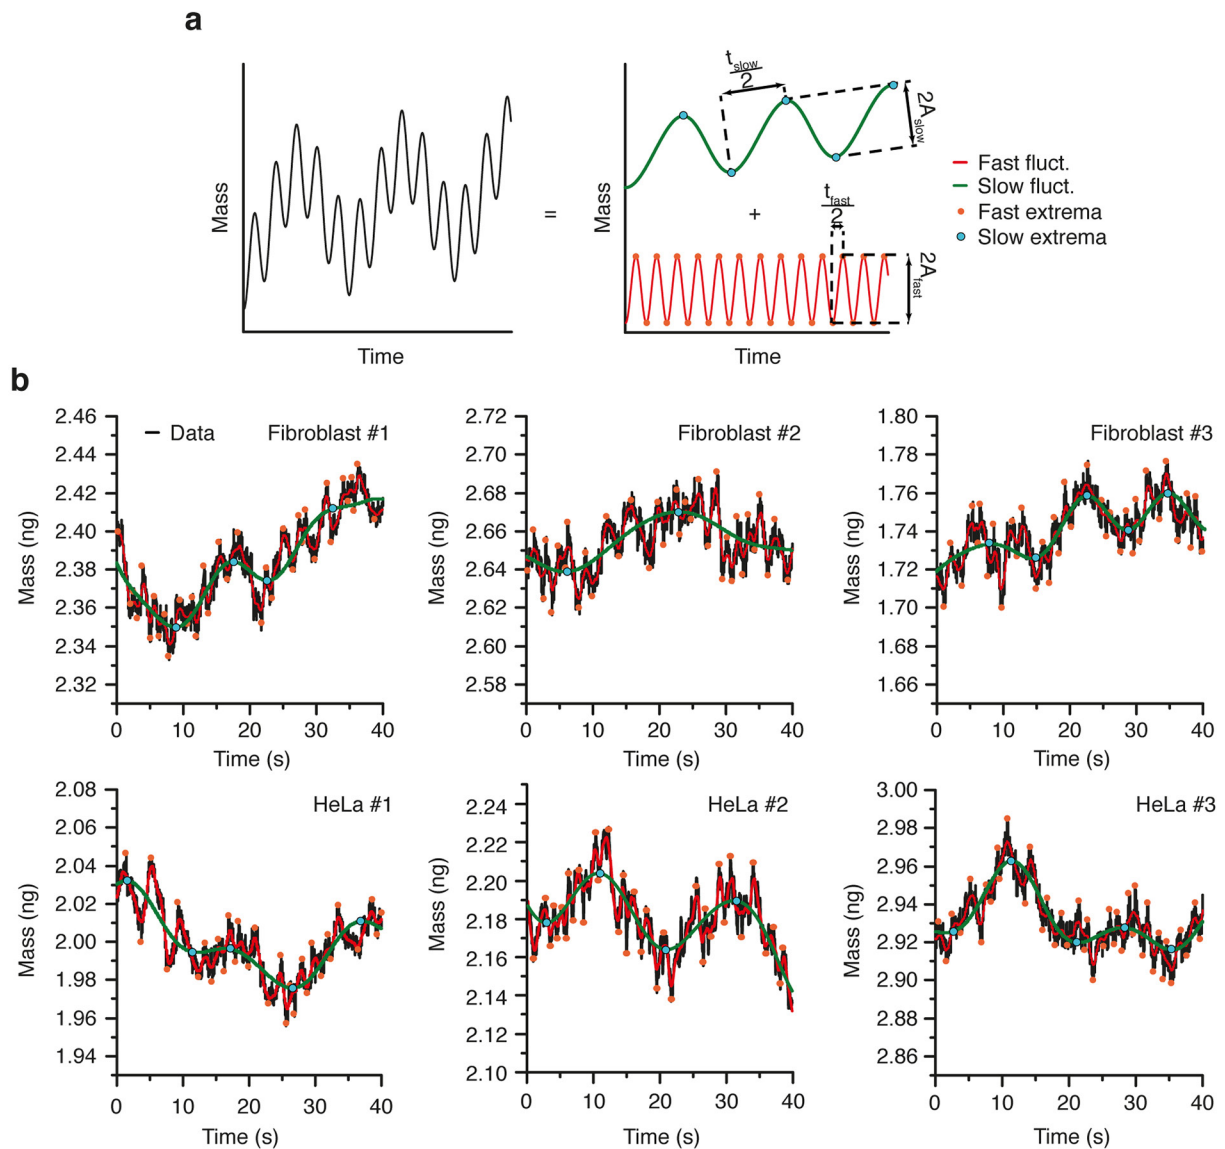 a
Mass
Time
=
Mass
Time
+
t_slow
2
2A_slow
t_fast
2
2A_fast
Fast fluct.
Slow fluct.
Fast extrema
Slow extrema
b
Data
Fibroblast #1
Mass (ng)
2.46
2.44
2.42
2.40
2.38
2.36
2.34
2.32
0 10 20 30 40
Time (s)
Fibroblast #2
Mass (ng)
2.72
2.70
2.68
2.66
2.64
2.62
2.60
2.58
0 10 20 30 40
Time (s)
Fibroblast #3
Mass (ng)
1.80
1.78
1.76
1.74
1.72
1.70
1.68
1.66
0 10 20 30 40
Time (s)
HeLa #1
Mass (ng)
2.08
2.06
2.04
2.02
2.00
1.98
1.96
1.94
0 10 20 30 40
Time (s)
HeLa #2
Mass (ng)
2.24
2.22
2.20
2.18
2.16
2.14
2.12
2.10
0 10 20 30 40
Time (s)
HeLa #3
Mass (ng)
3.00
2.98
2.96
2.94
2.92
2.90
2.88
2.86
0 10 20 30 40
Time (s)